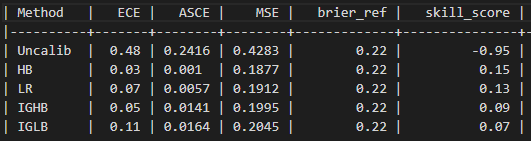 | Method   |  ECE |   ASCE |    MSE |   brier_ref |   skill_score |
|----------+------+--------+--------+-------------+---------------+
| Uncalib  | 0.48 | 0.2416 | 0.4283 |        0.22 |         -0.95 |
| HB       | 0.03 | 0.001  | 0.1877 |        0.22 |          0.15 |
| LR       | 0.07 | 0.0057 | 0.1912 |        0.22 |          0.13 |
| IGHB     | 0.05 | 0.0141 | 0.1995 |        0.22 |          0.09 |
| IGLB     | 0.11 | 0.0164 | 0.2045 |        0.22 |          0.07 |